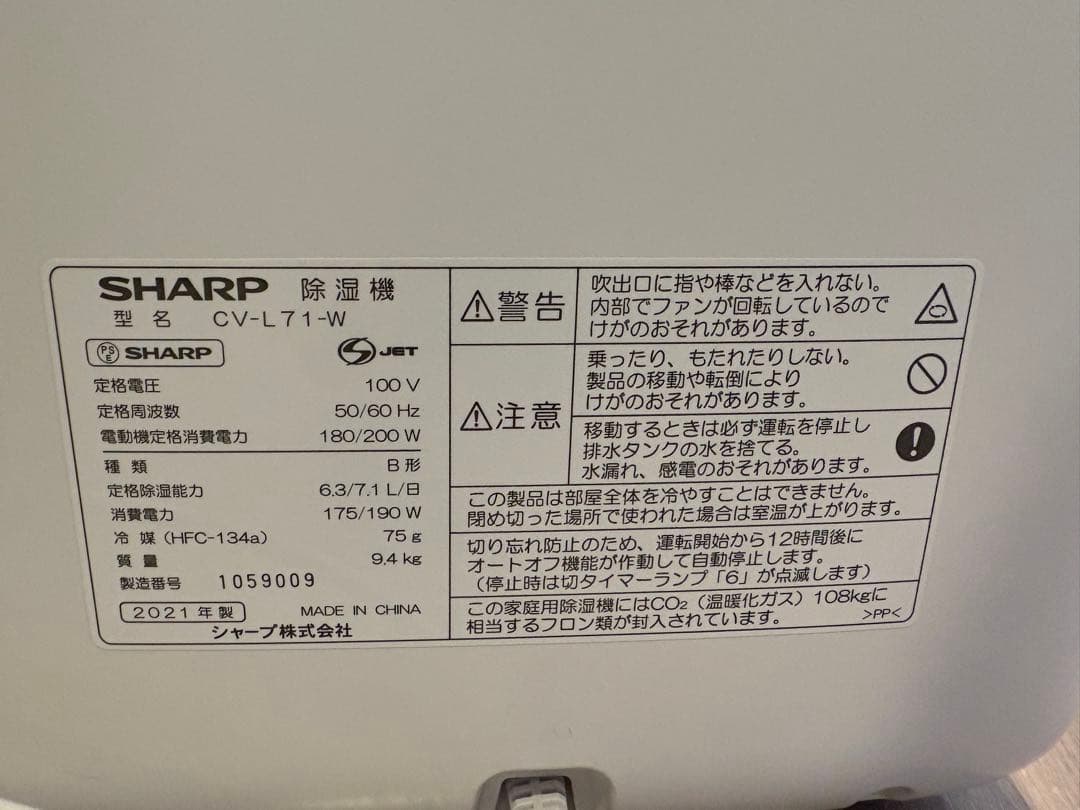 SHARP 除湿機
型名 CV-L71-W
PSE SHARP
JET
定格電圧 100 V
定格周波数 50/60 Hz
電動機定格消費電力 180/200 W
種類 B形
定格除湿能力 6.3/7.1 L/日
消費電力 175/190 W
冷媒(HFC-134a) 75 g
質量 9.4 kg
製造番号 1059009
2021年製 MADE IN CHINA
シャープ株式会社
警告
吹出口に指や棒などを入れない。
内部でファンが回転しているので
けがのおそれがあります。
注意
乗ったり、もたれたりしない。
製品の移動や転倒により
けがのおそれがあります。
移動するときは必ず運転を停止し
排水タンクの水を捨てる。
水漏れ、感電のおそれがあります。
この製品は部屋全体を冷やすことはできません。
閉め切った場所で使われた場合は室温が上がります。
切り忘れ防止のため、運転開始から12時間後に
オートオフ機能が作動して自動停止します。
(停止時は切タイマーランプ「6」が点滅します)
この家庭用除湿機にはCO₂(温暖化ガス)108kgに
相当するフロン類が封入されています。
>PP<